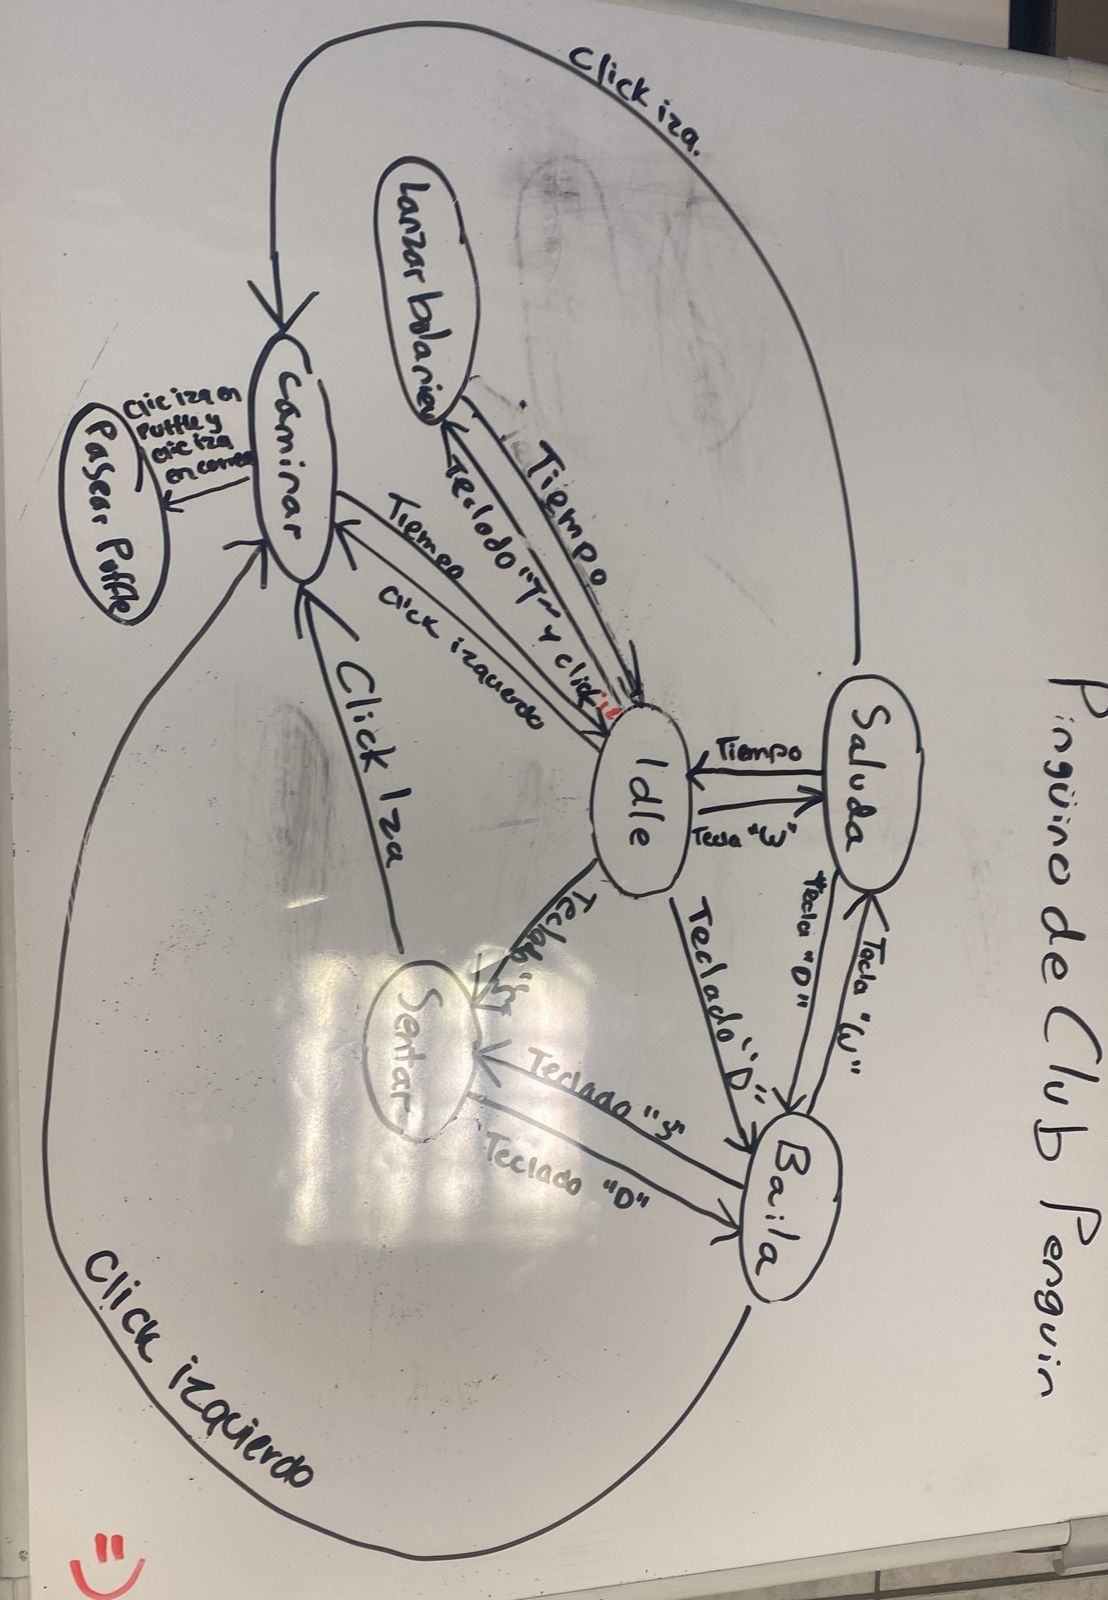 Pingüino de Club Penguin
Saluda
Baila
Idle
Sentar
Lanzar bola nieve
Caminar
Pasear Puffle
Click izq.
Tiempo
Tecla "W"
Tecla "D"
Tecla "W"
Teclado "D"
Tiempo
Teclado "T" y click iz
Tiempo
Click izquierdo
Teclado "S"
Teclado "S"
Teclado "D"
Click Izq
Clic izq en
Puffle y
clic izq
en correa
Click izquierdo